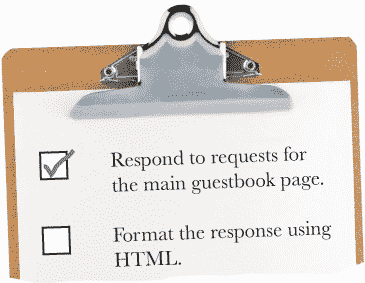 Respond to requests for
the main guestbook page.
Format the response using
HTML.